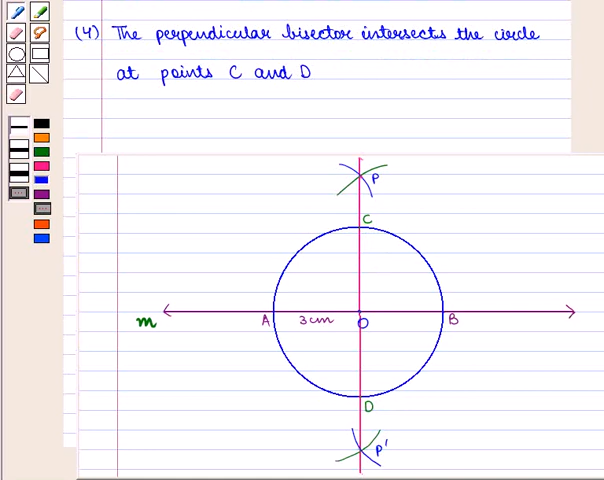 (4) The perpendicular bisector intersects the circle
at points C and D
P
C
m A 3cm O B
D
P'